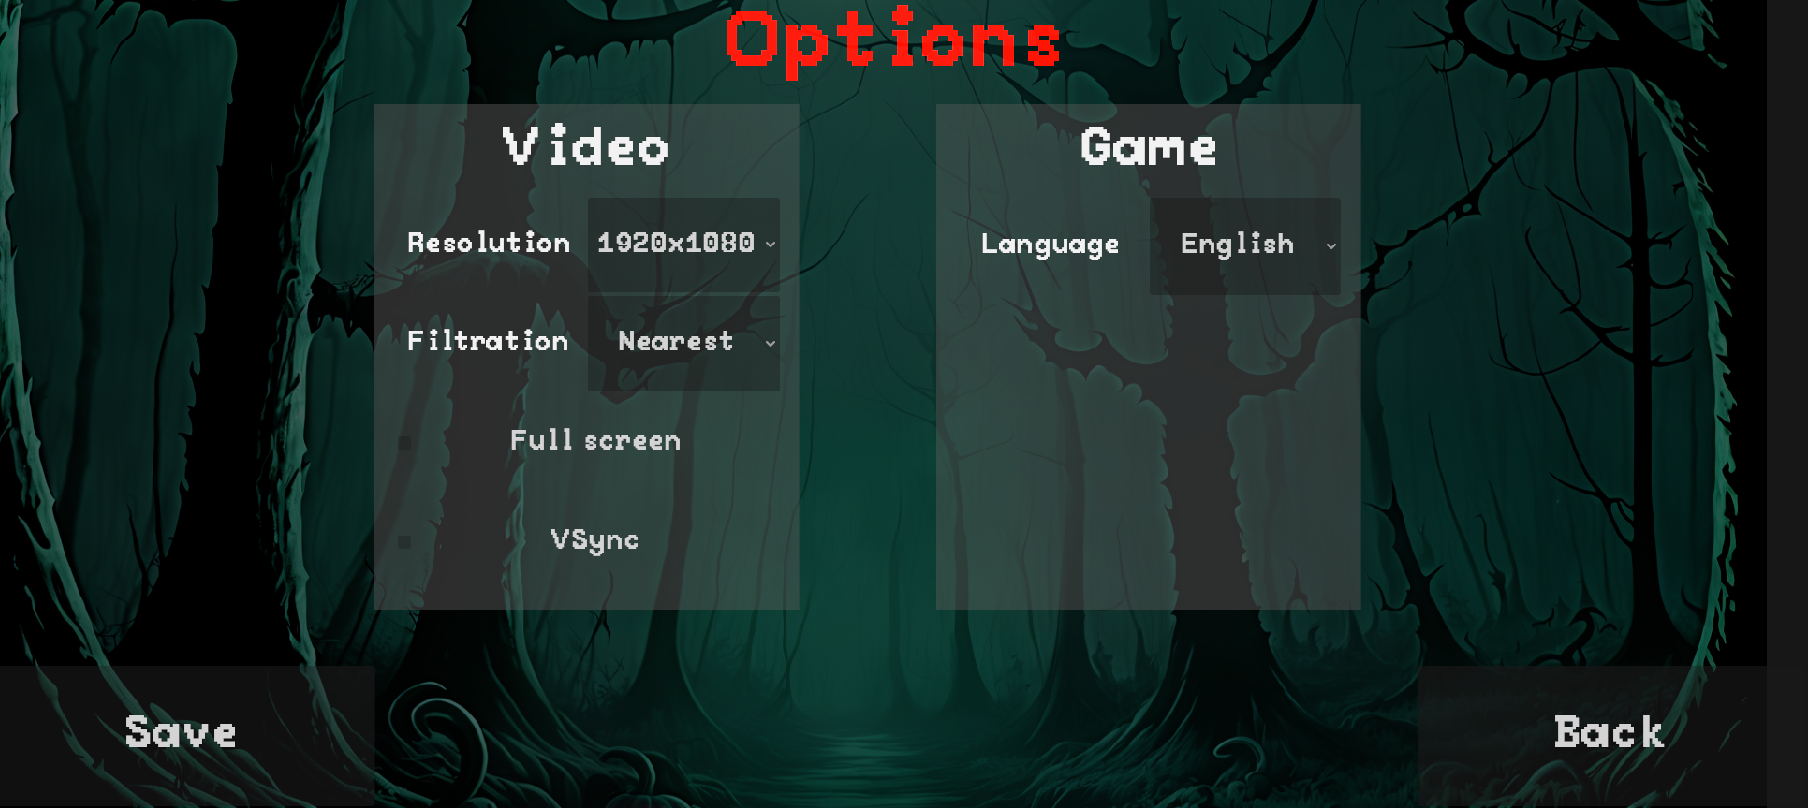 Options
Video
Resolution 1920x1080
Filtration Nearest
Full screen
VSync
Game
Language English
Save
Back